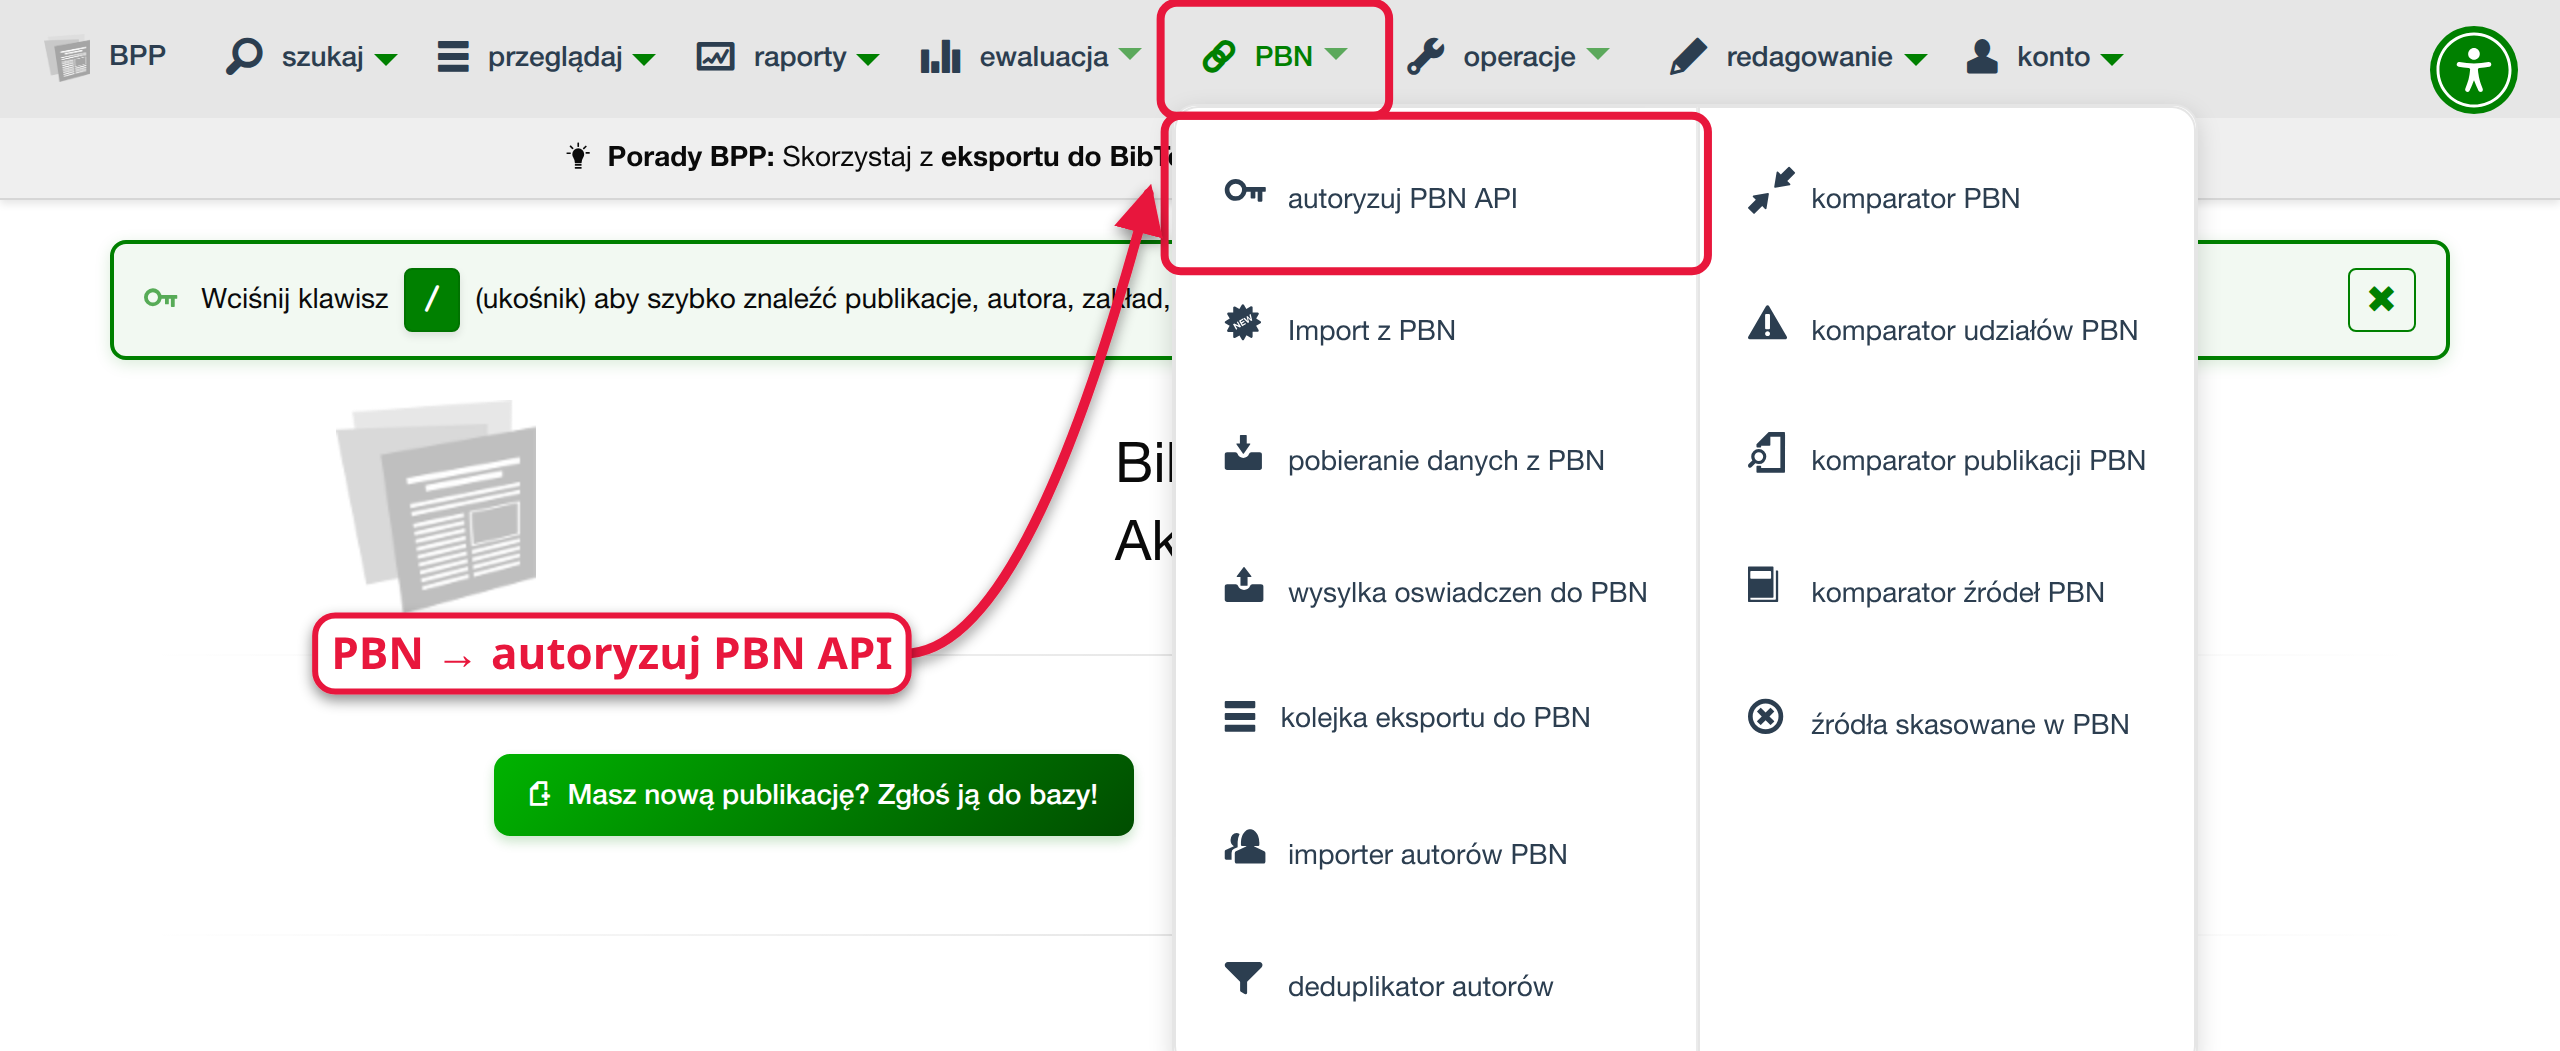 BPP szukaj przeglądaj raporty ewaluacja PBN operacje redagowanie konto
Porady BPP: Skorzystaj z eksportu do BibTe
autoryzuj PBN API
Import z PBN
pobieranie danych z PBN
wysylka oswiadczen do PBN
kolejka eksportu do PBN
importer autorów PBN
deduplikator autorów
komparator PBN
komparator udziałów PBN
komparator publikacji PBN
komparator źródeł PBN
źródła skasowane w PBN
Wciśnij klawisz / (ukośnik) aby szybko znaleźć publikacje, autora, zakład,
Bi
Ak
PBN → autoryzuj PBN API
Masz nową publikację? Zgłoś ją do bazy!